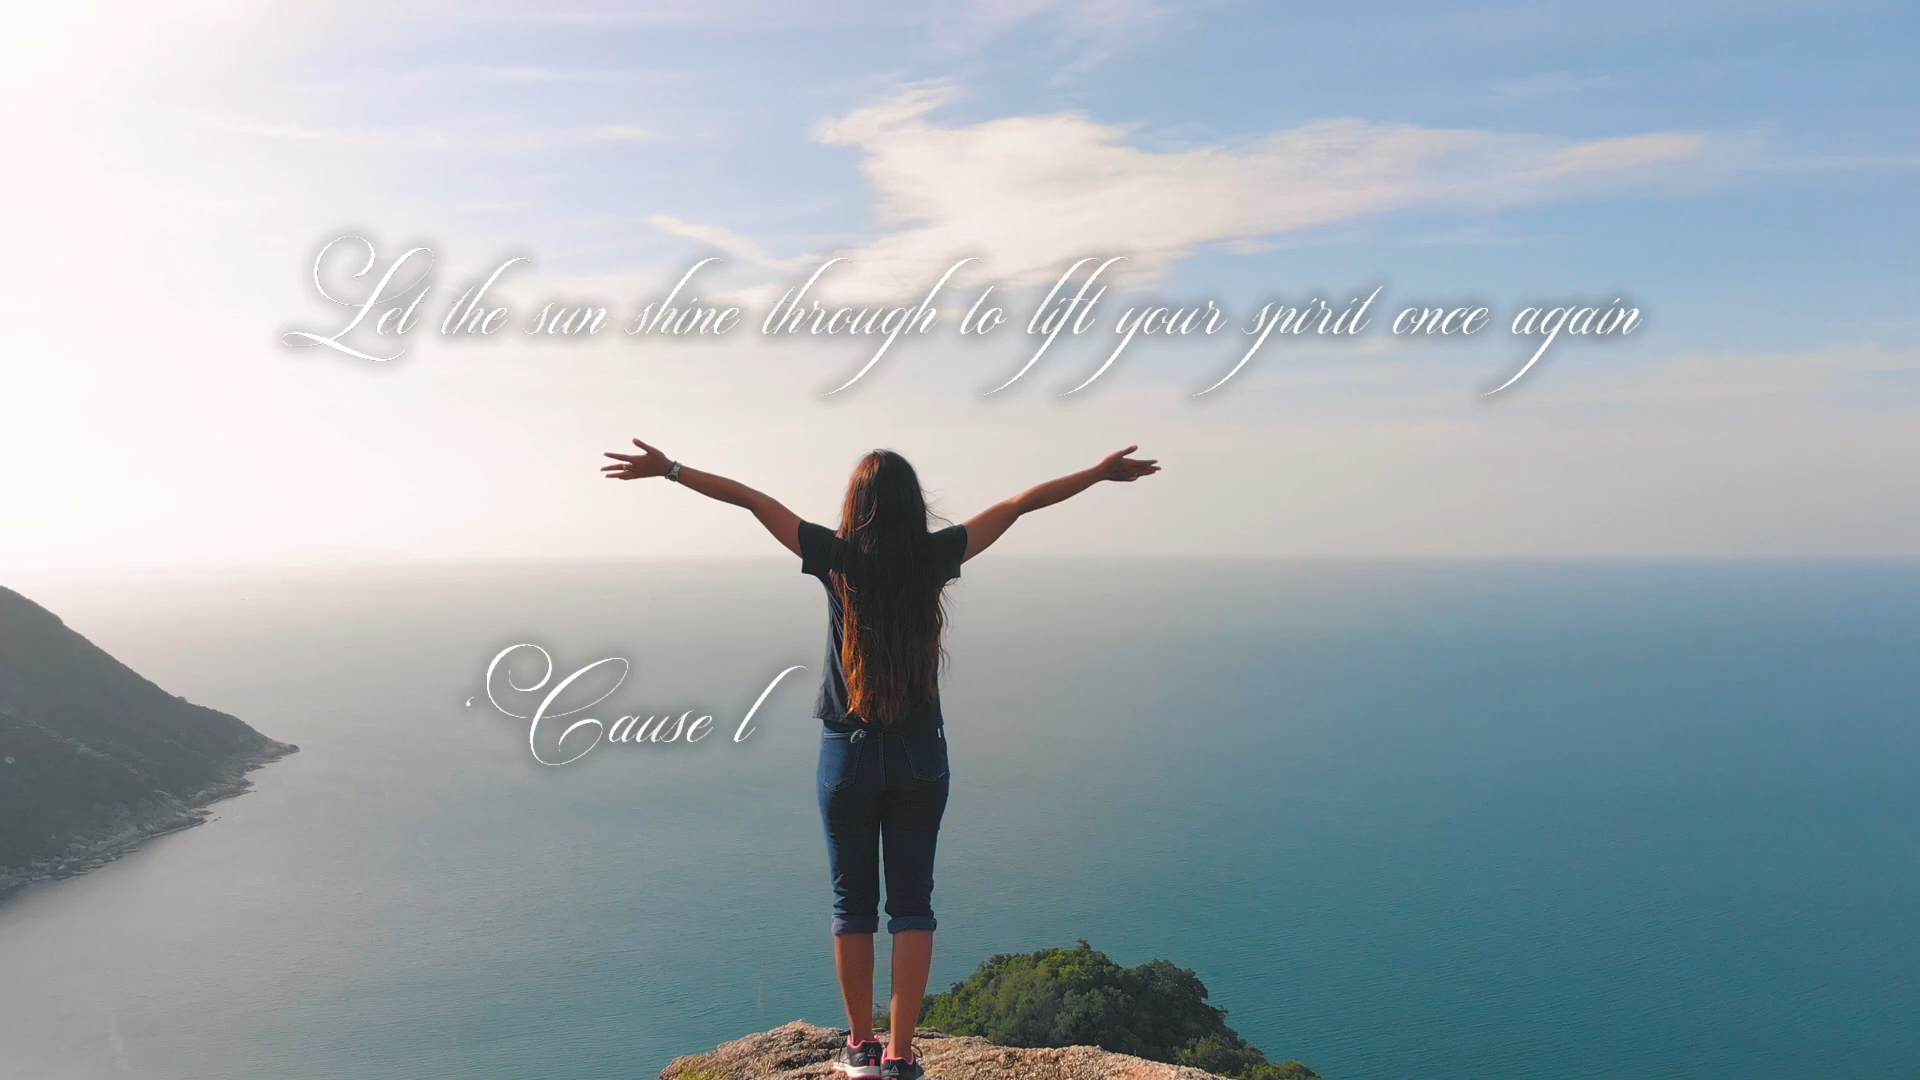 Let the sun shine through to lift your spirit once again
‘Cause l